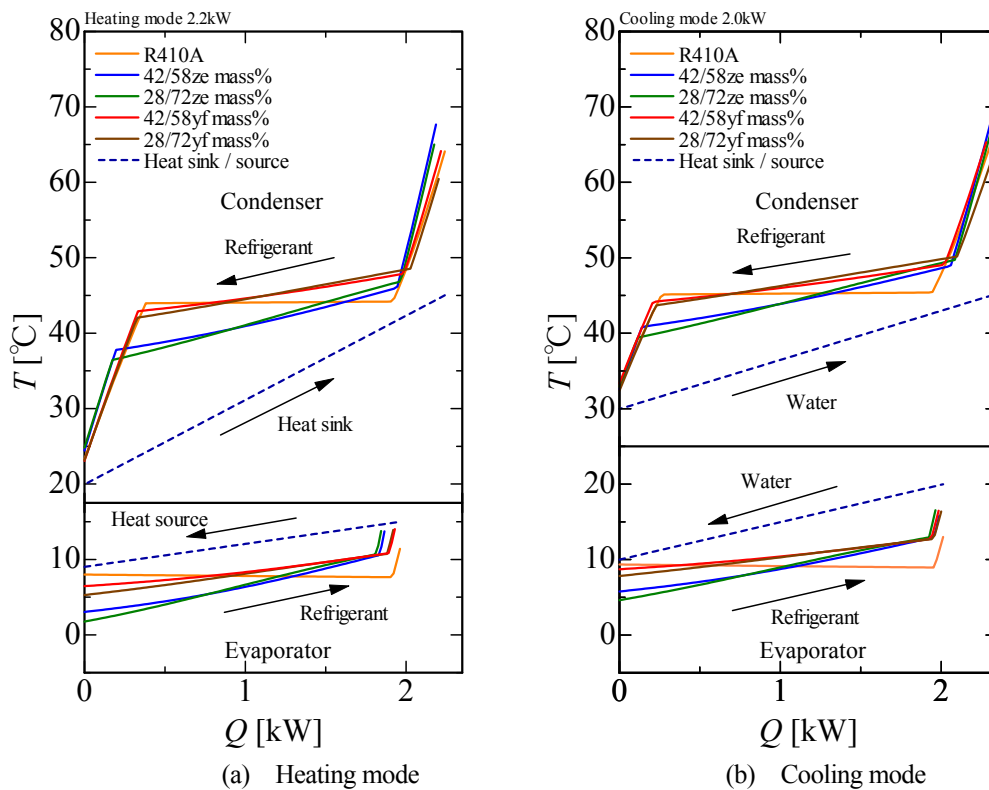 Heating mode 2.2kW
80
70
60
50
40
30
20
10
0
T [℃]
R410A
42/58ze mass%
28/72ze mass%
42/58yf mass%
28/72yf mass%
Heat sink / source
Condenser
Refrigerant
Heat sink
Heat source
Refrigerant
Evaporator
0 1 2
Q [kW]
(a) Heating mode
Cooling mode 2.0kW
80
70
60
50
40
30
20
10
0
T [℃]
R410A
42/58ze mass%
28/72ze mass%
42/58yf mass%
28/72yf mass%
Heat sink / source
Condenser
Refrigerant
Water
Water
Refrigerant
Evaporator
0 1 2
Q [kW]
(b) Cooling mode